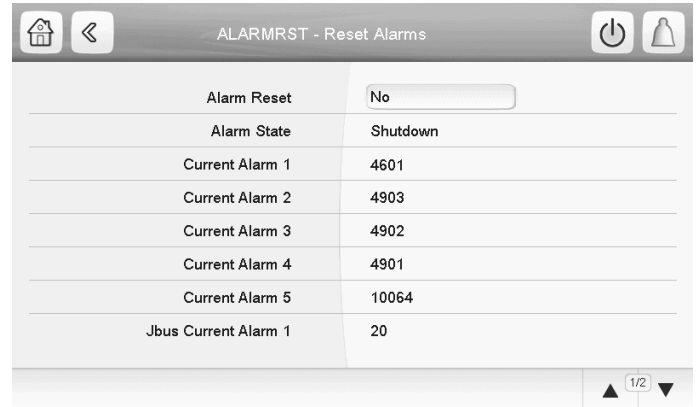 ALARMRST - Reset Alarms
Alarm Reset No
Alarm State Shutdown
Current Alarm 1 4601
Current Alarm 2 4903
Current Alarm 3 4902
Current Alarm 4 4901
Current Alarm 5 10064
Jbus Current Alarm 1 20
1/2